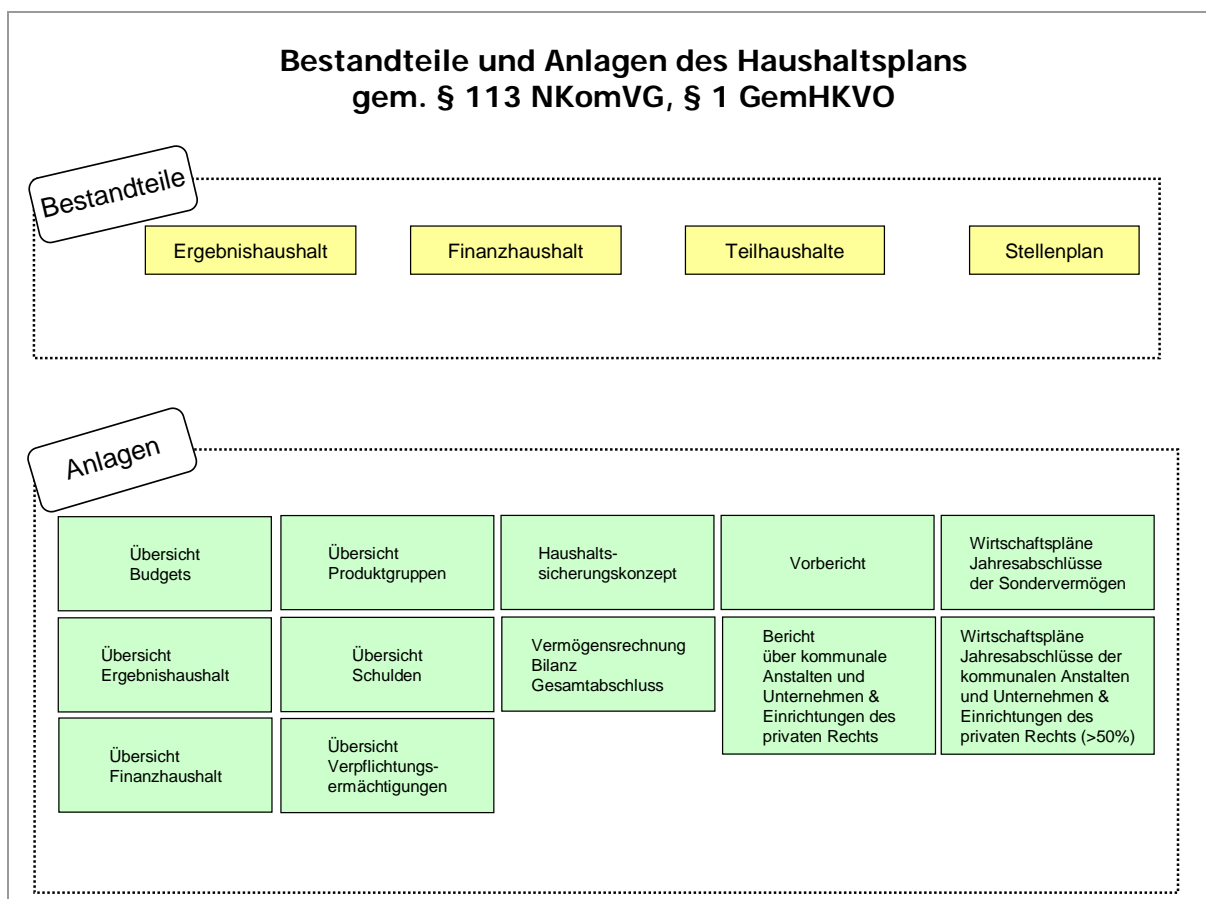 Bestandteile und Anlagen des Haushaltsplans
gem. § 113 NKomVG, § 1 GemHKVO
Bestandteile
Ergebnishaushalt
Finanzhaushalt
Teilhaushalte
Stellenplan
Anlagen
Übersicht
Budgets
Übersicht
Produktgruppen
Haushalts-
sicherungskonzept
Vorbericht
Wirtschaftspläne
Jahresabschlüsse
der Sondervermögen
Übersicht
Ergebnishaushalt
Übersicht
Schulden
Vermögensrechnung
Bilanz
Gesamtabschluss
Bericht
über kommunale
Anstalten und
Unternehmen &
Einrichtungen des
privaten Rechts
Wirtschaftspläne
Jahresabschlüsse der
kommunalen Anstalten
und Unternehmen &
Einrichtungen des
privaten Rechts (>50%)
Übersicht
Finanzhaushalt
Übersicht
Verpflichtungs-
ermächtigungen